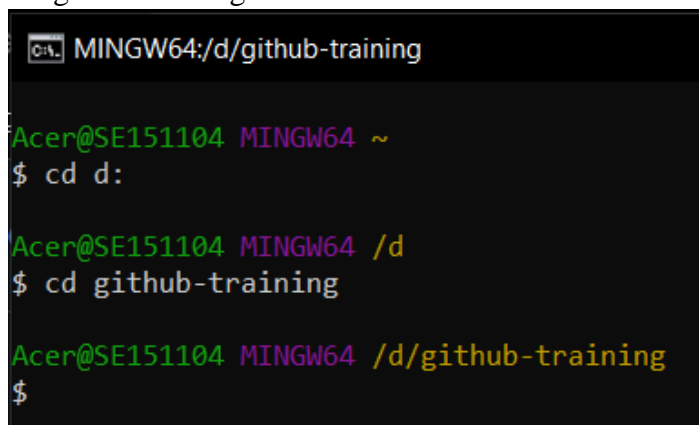 MINGW64:/d/github-training
Acer@SE151104 MINGW64 ~
$ cd d:
Acer@SE151104 MINGW64 /d
$ cd github-training
Acer@SE151104 MINGW64 /d/github-training
$